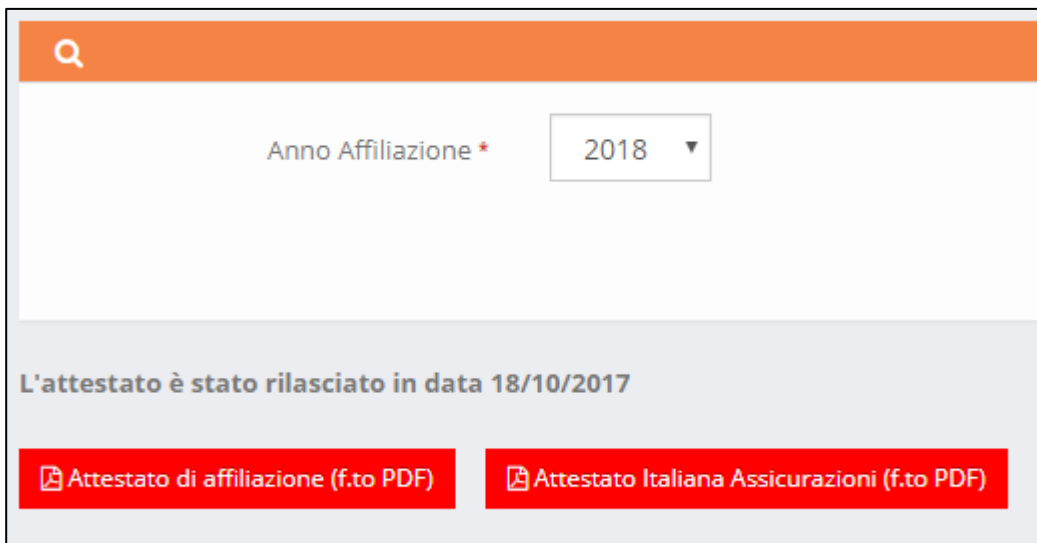 Anno Affiliazione * 2018
L'attestato è stato rilasciato in data 18/10/2017
Attestato di affiliazione (f.to PDF) Attestato Italiana Assicurazioni (f.to PDF)